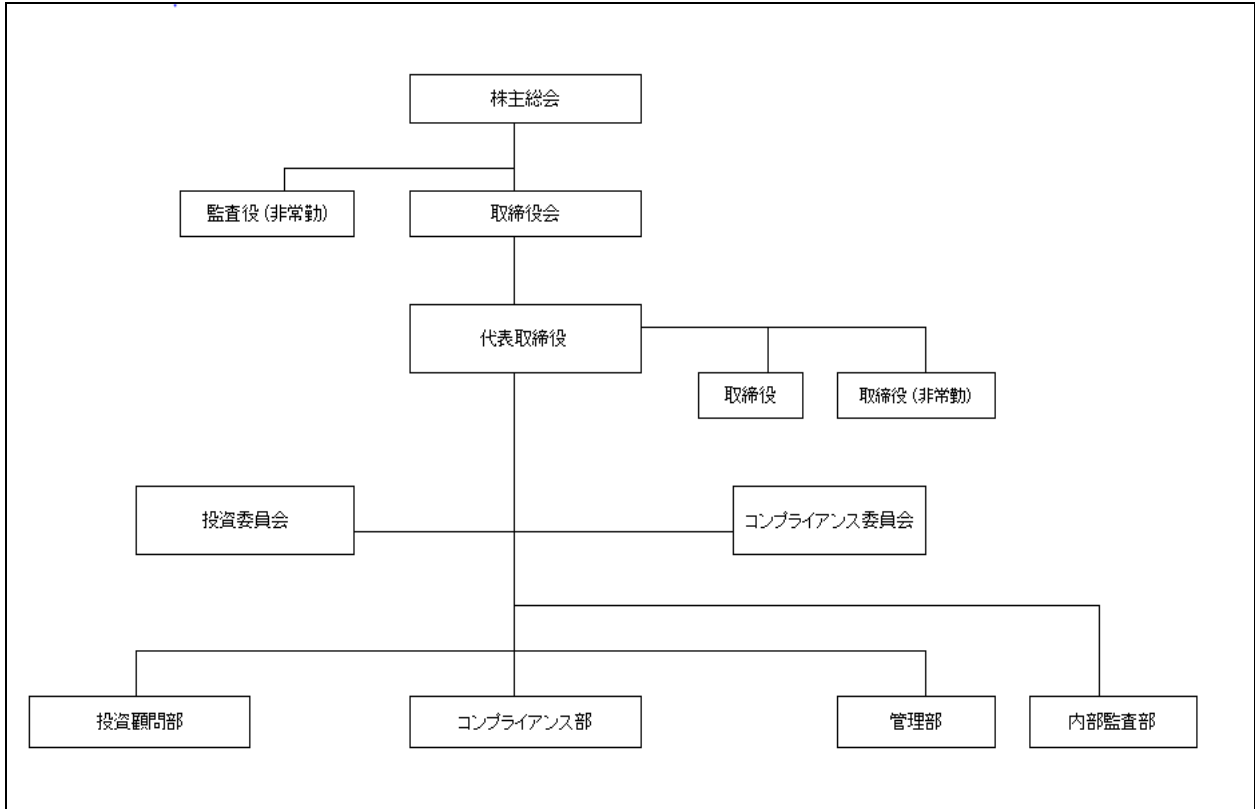 株主総会
監査役(非常勤)
取締役会
代表取締役
取締役
取締役(非常勤)
投資委員会
コンプライアンス委員会
投資顧問部
コンプライアンス部
管理部
内部監査部